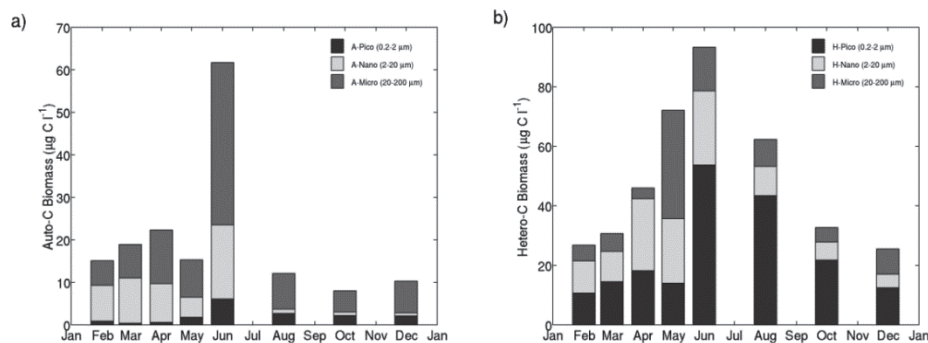 a)
A-Pico (0.2-2 μm)
A-Nano (2-20 μm)
A-Micro (20-200 μm)
Auto-C Biomass (μg C l⁻¹)
70
60
50
40
30
20
10
0
Jan Feb Mar Apr May Jun Jul Aug Sep Oct Nov Dec Jan
b)
H-Pico (0.2-2 μm)
H-Nano (2-20 μm)
H-Micro (20-200 μm)
Hetero-C Biomass (μg C l⁻¹)
100
80
60
40
20
0
Jan Feb Mar Apr May Jun Jul Aug Sep Oct Nov Dec Jan